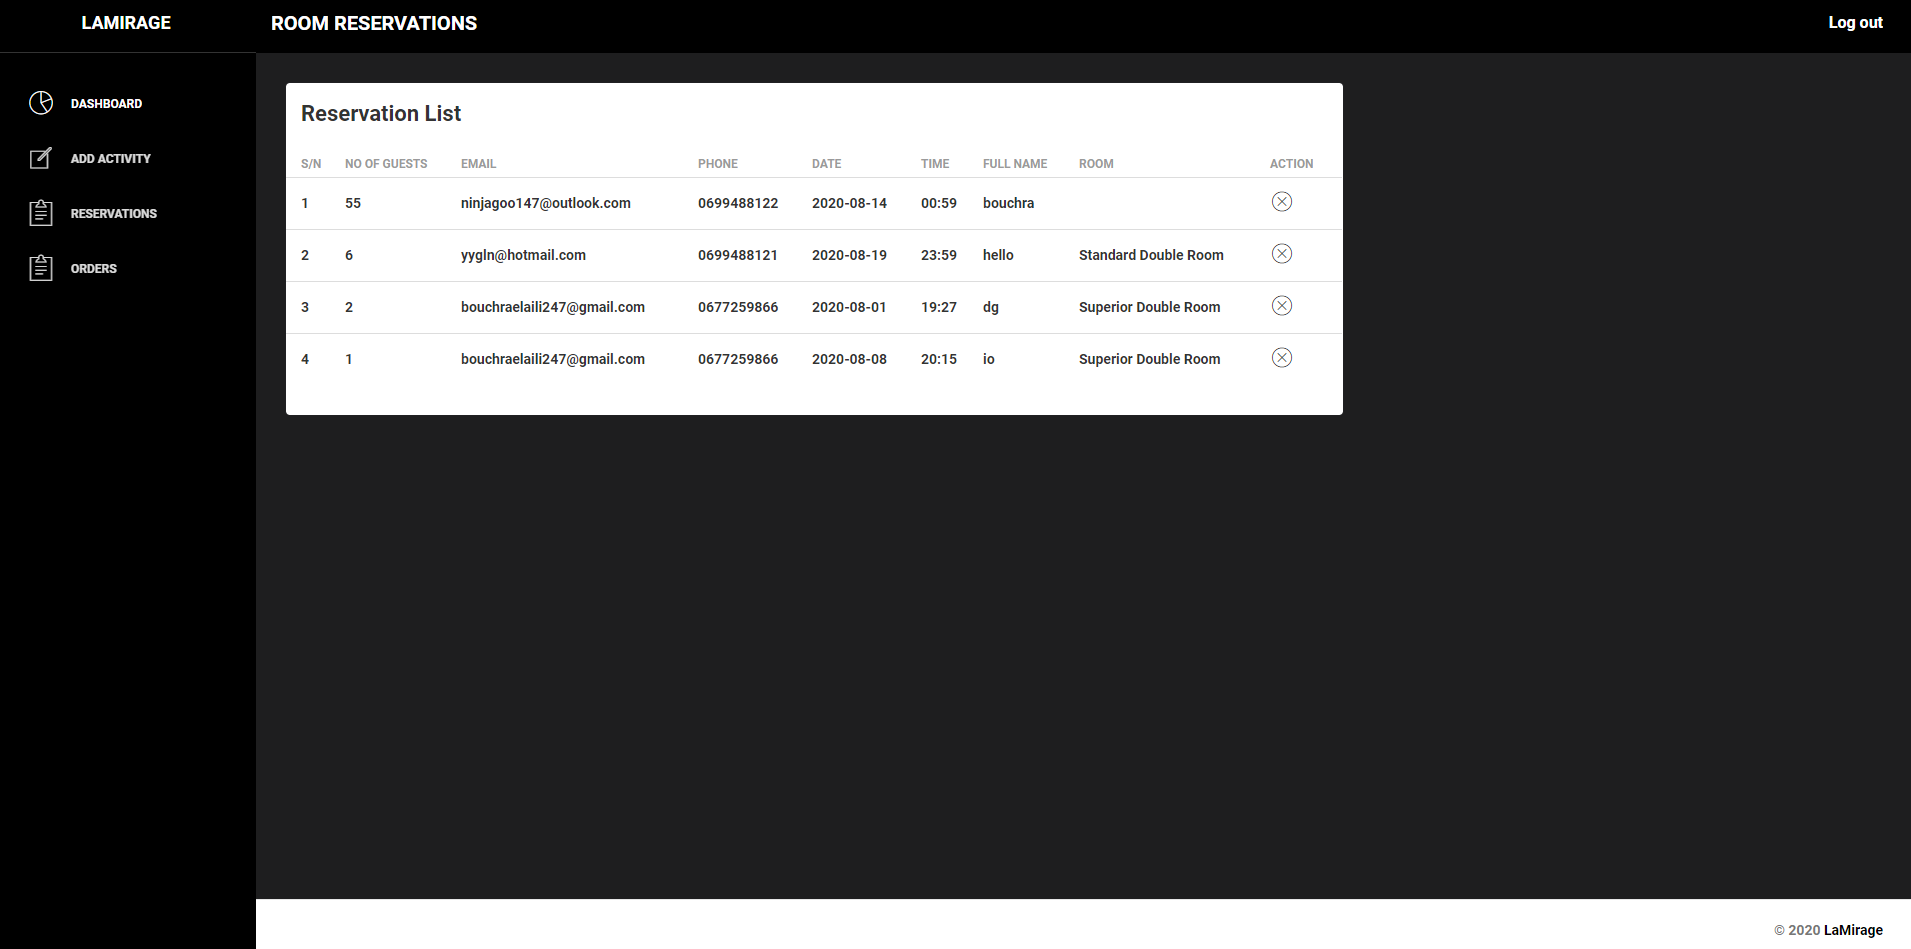 LAMIRAGE
ROOM RESERVATIONS
Log out
DASHBOARD
ADD ACTIVITY
RESERVATIONS
ORDERS
Reservation List
S/N NO OF GUESTS EMAIL PHONE DATE TIME FULL NAME ROOM ACTION
1 55 ninjagoo147@outlook.com 0699488122 2020-08-14 00:59 bouchra
2 6 yygln@hotmail.com 0699488121 2020-08-19 23:59 hello Standard Double Room
3 2 bouchraelaili247@gmail.com 0677259866 2020-08-01 19:27 dg Superior Double Room
4 1 bouchraelaili247@gmail.com 0677259866 2020-08-08 20:15 io Superior Double Room
© 2020 LaMirage